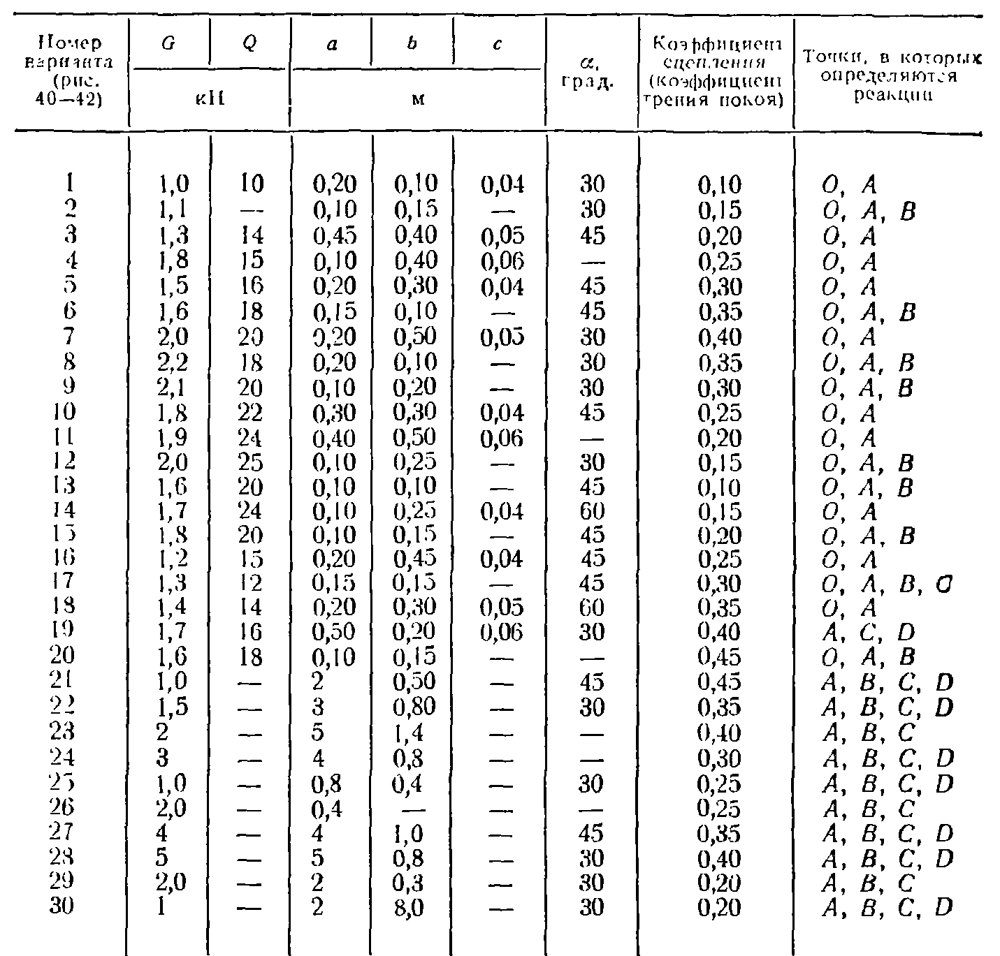 Номер варианта (рис. 40—42) G Q a b c α, град. Коэффициент сцепления (коэффициент трения покоя) Точки, в которых определяются реакции
кН м
1 1,0 10 0,20 0,10 0,04 30 0,10 O, A
2 1,1 — 0,10 0,15 — 30 0,15 O, A, B
3 1,3 14 0,45 0,40 0,05 45 0,20 O, A
4 1,8 15 0,10 0,40 0,06 — 0,25 O, A
5 1,5 16 0,20 0,30 0,04 45 0,30 O, A
6 1,6 18 0,15 0,10 — 45 0,35 O, A, B
7 2,0 20 0,20 0,50 0,05 30 0,40 O, A
8 2,2 18 0,20 0,10 — 30 0,35 O, A, B
9 2,1 20 0,10 0,20 — 30 0,30 O, A, B
10 1,8 22 0,30 0,30 0,04 45 0,25 O, A
11 1,9 24 0,40 0,50 0,06 — 0,20 O, A
12 2,0 25 0,10 0,25 — 30 0,15 O, A, B
13 1,6 20 0,10 0,10 — 45 0,10 O, A, B
14 1,7 24 0,10 0,25 0,04 60 0,15 O, A
15 1,8 20 0,10 0,15 — 45 0,20 O, A, B
16 1,2 15 0,20 0,45 0,04 45 0,25 O, A
17 1,3 12 0,15 0,15 — 45 0,30 O, A, B, C
18 1,4 14 0,20 0,30 0,05 60 0,35 O, A
19 1,7 16 0,50 0,20 0,06 30 0,40 A, C, D
20 1,6 18 0,10 0,15 — — 0,45 O, A, B
21 1,0 — 2 0,50 — 45 0,45 A, B, C, D
22 1,5 — 3 0,80 — 30 0,35 A, B, C, D
23 2 — 5 1,4 — — 0,40 A, B, C
24 3 — 4 0,8 — — 0,30 A, B, C, D
25 1,0 — 0,8 0,4 — 30 0,25 A, B, C, D
26 2,0 — 0,4 — — — 0,25 A, B, C
27 4 — 4 1,0 — 45 0,35 A, B, C, D
28 5 — 5 0,8 — 30 0,40 A, B, C, D
29 2,0 — 2 0,3 — 30 0,20 A, B, C
30 1 — 2 8,0 — 30 0,20 A, B, C, D